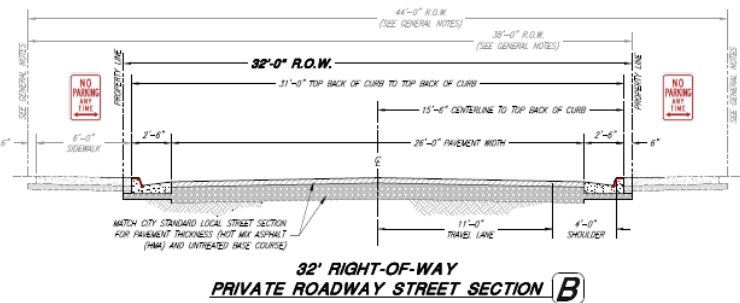 44'-0" R.O.W.
(SEE GENERAL NOTES)
38'-0" R.O.W.
(SEE GENERAL NOTES)
32'-0" R.O.W.
31'-0" TOP BACK OF CURB TO TOP BACK OF CURB
15'-6" CENTERLINE TO TOP BACK OF CURB
SEE GENERAL NOTES
NO
PARKING
ANY
TIME
PROPERTY LINE
PROPERTY LINE
NO
PARKING
ANY
TIME
SEE GENERAL NOTES
6"
6'-0"
SIDEWALK
2'-6"
26'-0" PAVEMENT WIDTH
2'-6"
6"
℄
MATCH CITY STANDARD LOCAL STREET SECTION
FOR PAVEMENT THICKNESS (HOT MIX ASPHALT
(HMA) AND UNTREATED BASE COURSE)
11'-0"
TRAVEL LANE
4'-0"
SHOULDER
32' RIGHT-OF-WAY
PRIVATE ROADWAY STREET SECTION B